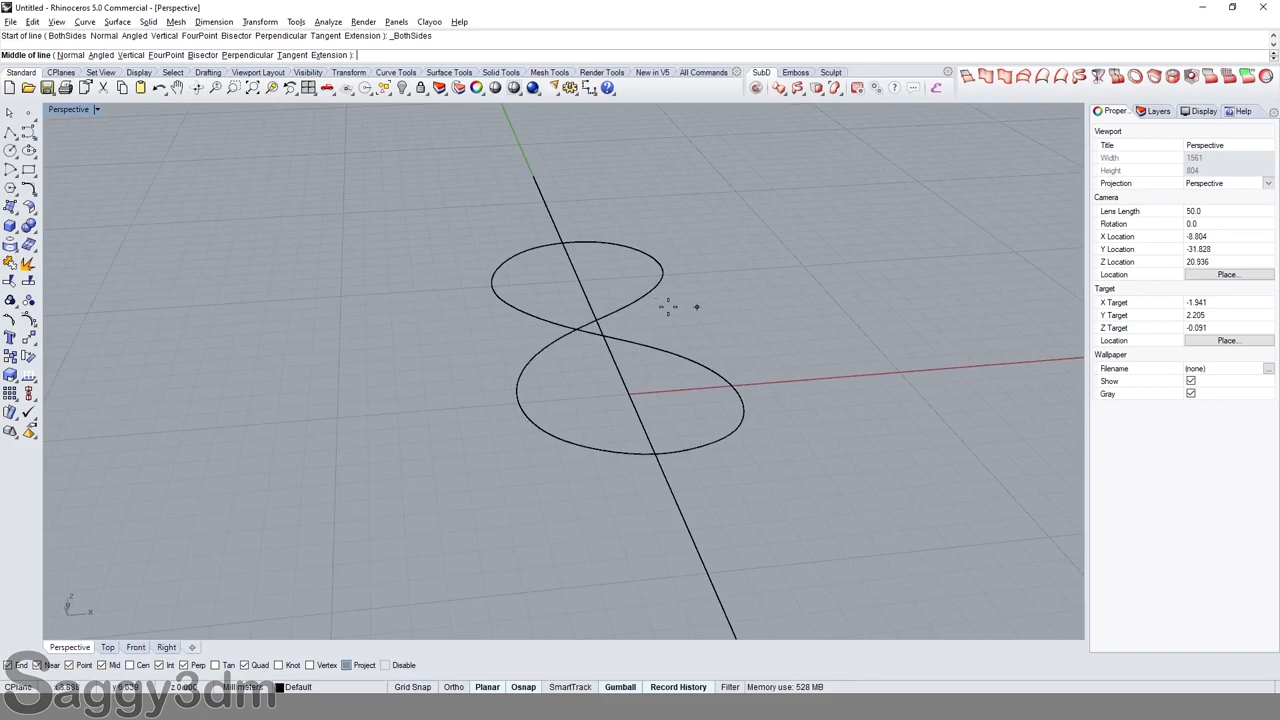 Untitled - Rhinoceros 5.0 Commercial - [Perspective]
File Edit View Curve Surface Solid Mesh Dimension Transform Tools Analyze Render Panels Clayoo Help
Start of line ( BothSides Normal Angled Vertical FourPoint Bisector Perpendicular Tangent Extension ): _BothSides
Middle of line ( Normal Angled Vertical FourPoint Bisector Perpendicular Tangent Extension ):
Standard CPlanes Set View Display Select Drafting Viewport Layout Visibility Transform Curve Tools Surface Tools Solid Tools Mesh Tools Render Tools New in V5 All Commands SubD Emboss Sculpt
Perspective
Proper... Layers Display Help
Viewport
Title Perspective
Width 1561
Height 804
Projection Perspective
Camera
Lens Length 50.0
Rotation 0.0
X Location -8.804
Y Location -31.828
Z Location 20.936
Location Place...
Target
X Target -1.941
Y Target 2.205
Z Target -0.091
Location Place...
Wallpaper
Filename (none) ...
Show
Gray
z
x
Perspective Top Front Right
End Near Point Mid Cen Int Perp Tan Quad Knot Vertex Project Disable
Saggy3dm
CPlane Millimeters Default Grid Snap Ortho Planar Osnap SmartTrack Gumball Record History Filter Memory use: 528 MB